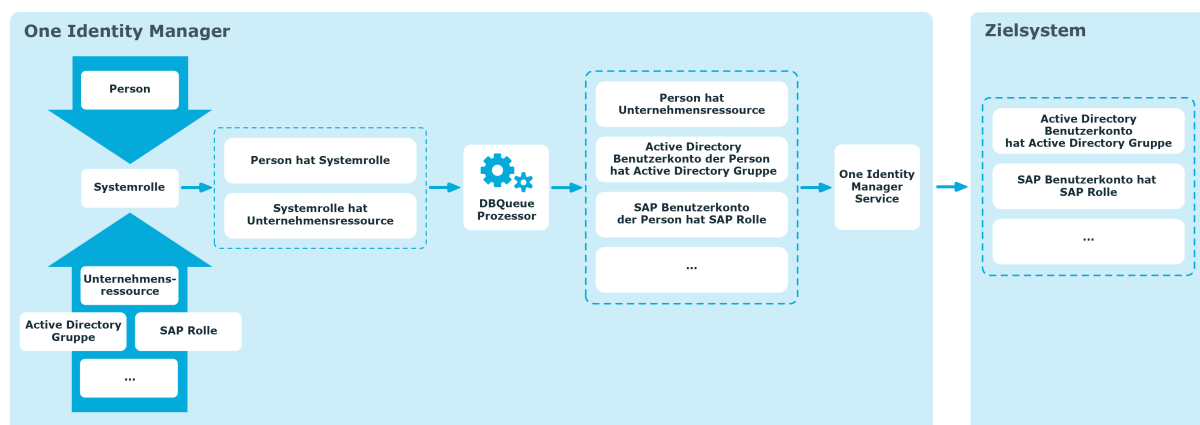 One Identity Manager
Person
Systemrolle
Unternehmens-
ressource
Active Directory
Gruppe
SAP Rolle
...
Person hat Systemrolle
Systemrolle hat
Unternehmensressource
DBQueue
Prozessor
Person hat
Unternehmensressource
Active Directory
Benutzerkonto der Person
hat Active Directory Gruppe
SAP Benutzerkonto
der Person hat SAP Rolle
...
One Identity
Manager
Service
Zielsystem
Active Directory
Benutzerkonto
hat Active Directory Gruppe
SAP Benutzerkonto hat
SAP Rolle
...